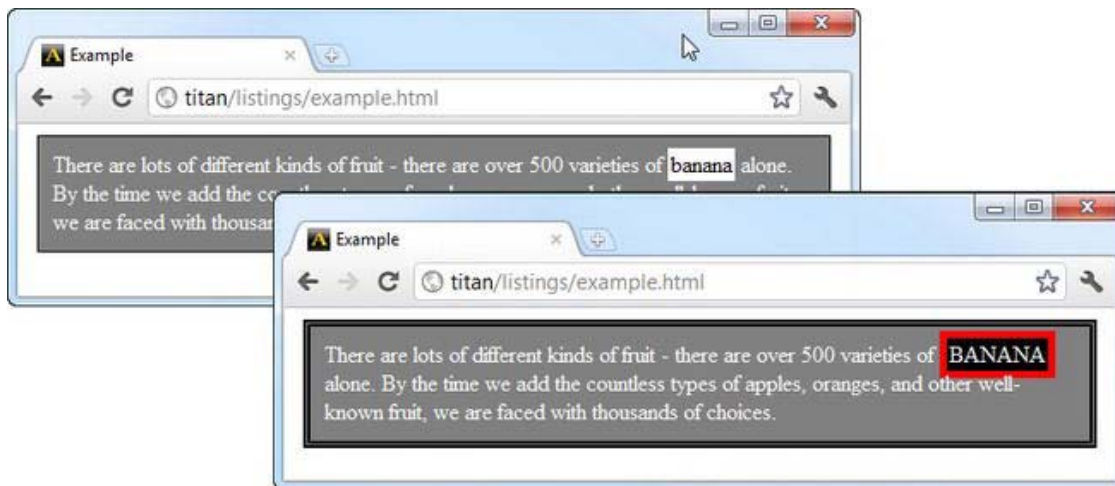 Example
titan/listings/example.html
There are lots of different kinds of fruit - there are over 500 varieties of banana alone.
By the time we add the
we are faced with
Example
titan/listings/example.html
There are lots of different kinds of fruit - there are over 500 varieties of BANANA
alone. By the time we add the countless types of apples, oranges, and other well-
known fruit, we are faced with thousands of choices.